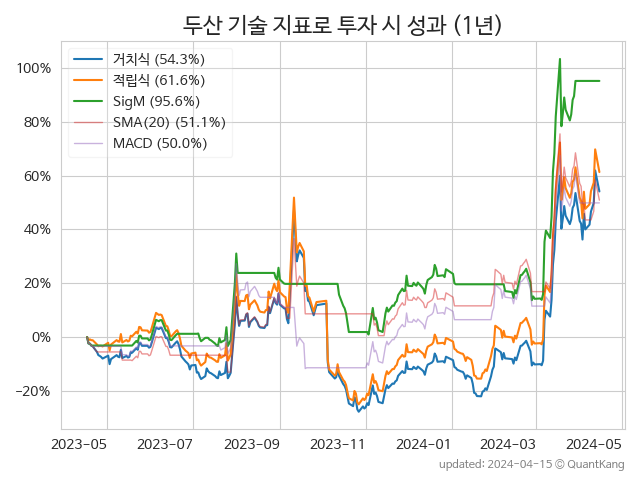 두산 기술 지표로 투자 시 성과 (1년)
거치식 (54.3%)
적립식 (61.6%)
SigM (95.6%)
SMA(20) (51.1%)
MACD (50.0%)
100%
80%
60%
40%
20%
0%
−20%
2023-05 2023-07 2023-09 2023-11 2024-01 2024-03 2024-05
updated: 2024-04-15 © QuantKang